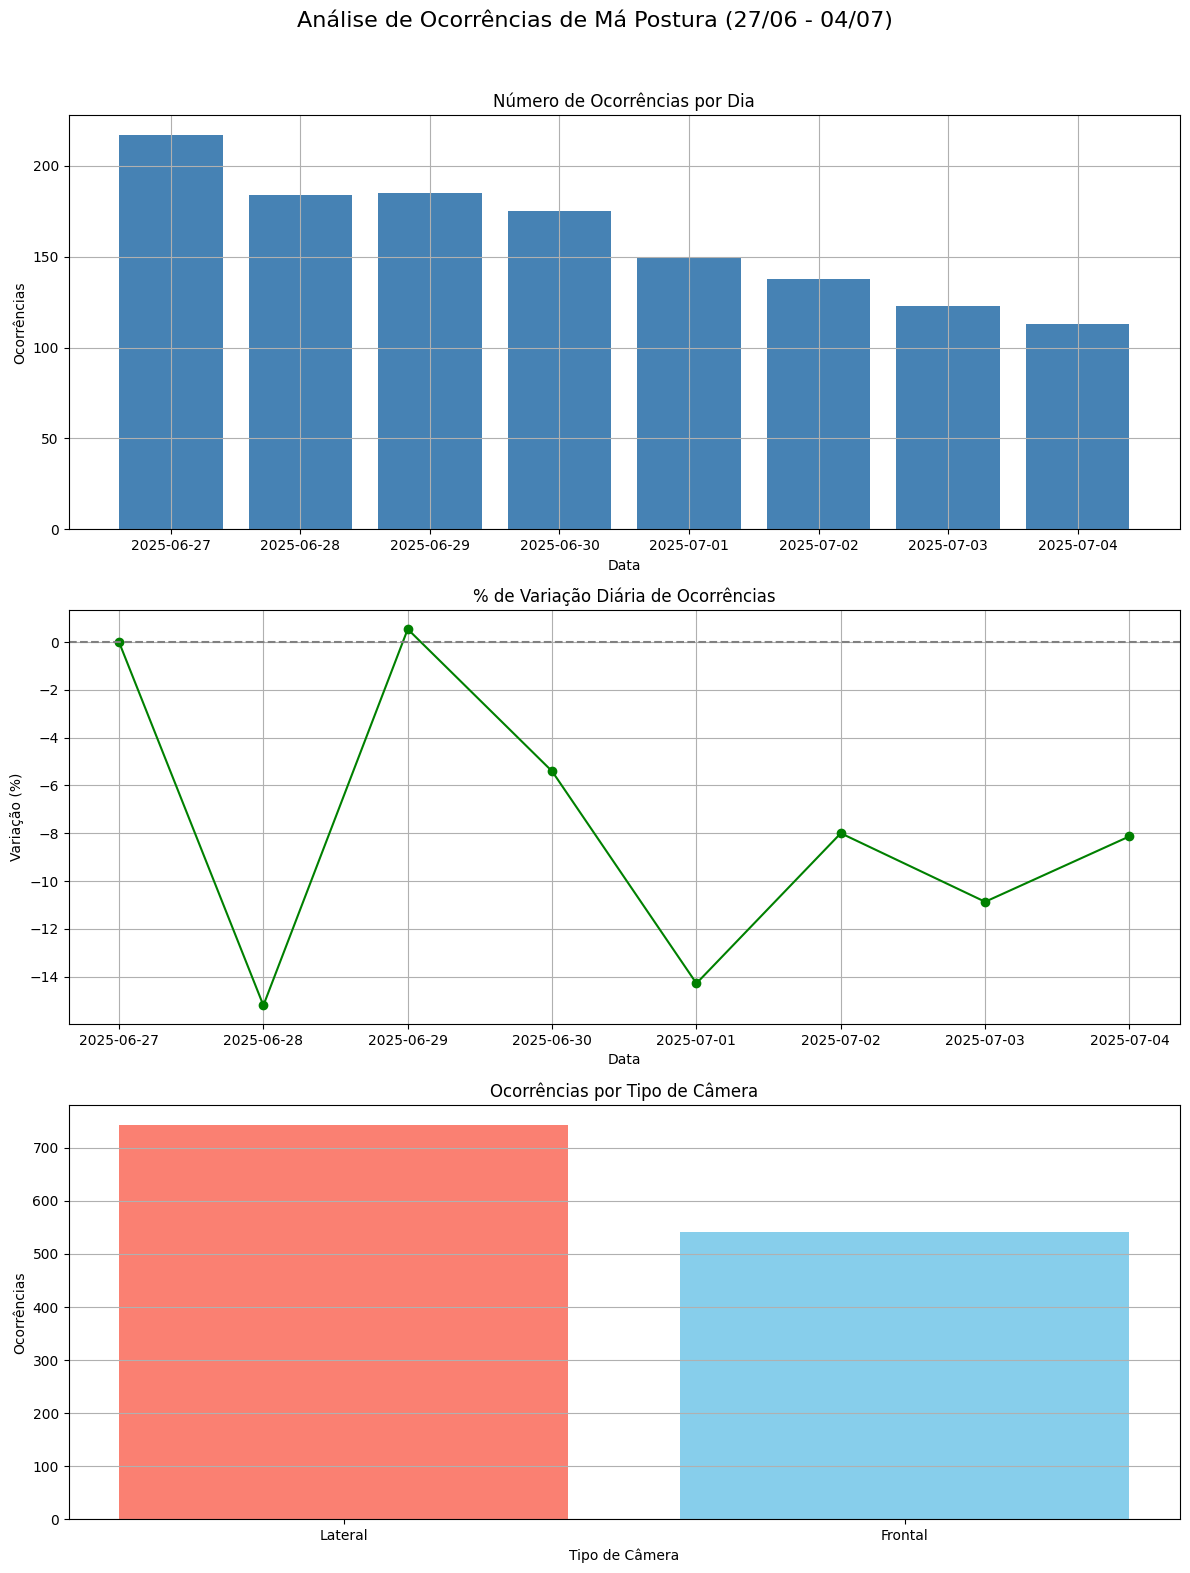 Análise de Ocorrências de Má Postura (27/06 - 04/07)
Número de Ocorrências por Dia
200
150
100
50
0
Ocorrências
2025-06-27 2025-06-28 2025-06-29 2025-06-30 2025-07-01 2025-07-02 2025-07-03 2025-07-04
Data
% de Variação Diária de Ocorrências
0
−2
−4
−6
−8
−10
−12
−14
Variação (%)
2025-06-27 2025-06-28 2025-06-29 2025-06-30 2025-07-01 2025-07-02 2025-07-03 2025-07-04
Data
Ocorrências por Tipo de Câmera
700
600
500
400
300
200
100
0
Ocorrências
Lateral Frontal
Tipo de Câmera